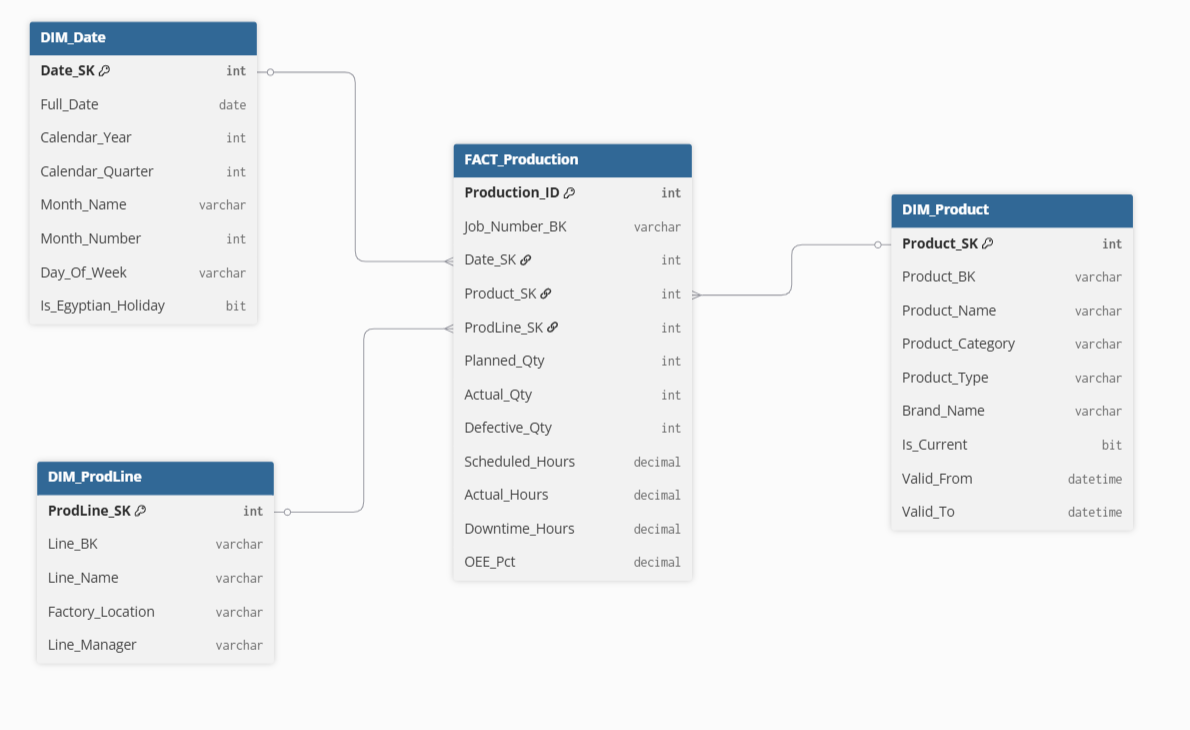 DIM_Date
Date_SK int
Full_Date date
Calendar_Year int
Calendar_Quarter int
Month_Name varchar
Month_Number int
Day_Of_Week varchar
Is_Egyptian_Holiday bit
FACT_Production
Production_ID int
Job_Number_BK varchar
Date_SK int
Product_SK int
ProdLine_SK int
Planned_Qty int
Actual_Qty int
Defective_Qty int
Scheduled_Hours decimal
Actual_Hours decimal
Downtime_Hours decimal
OEE_Pct decimal
DIM_Product
Product_SK int
Product_BK varchar
Product_Name varchar
Product_Category varchar
Product_Type varchar
Brand_Name varchar
Is_Current bit
Valid_From datetime
Valid_To datetime
DIM_ProdLine
ProdLine_SK int
Line_BK varchar
Line_Name varchar
Factory_Location varchar
Line_Manager varchar